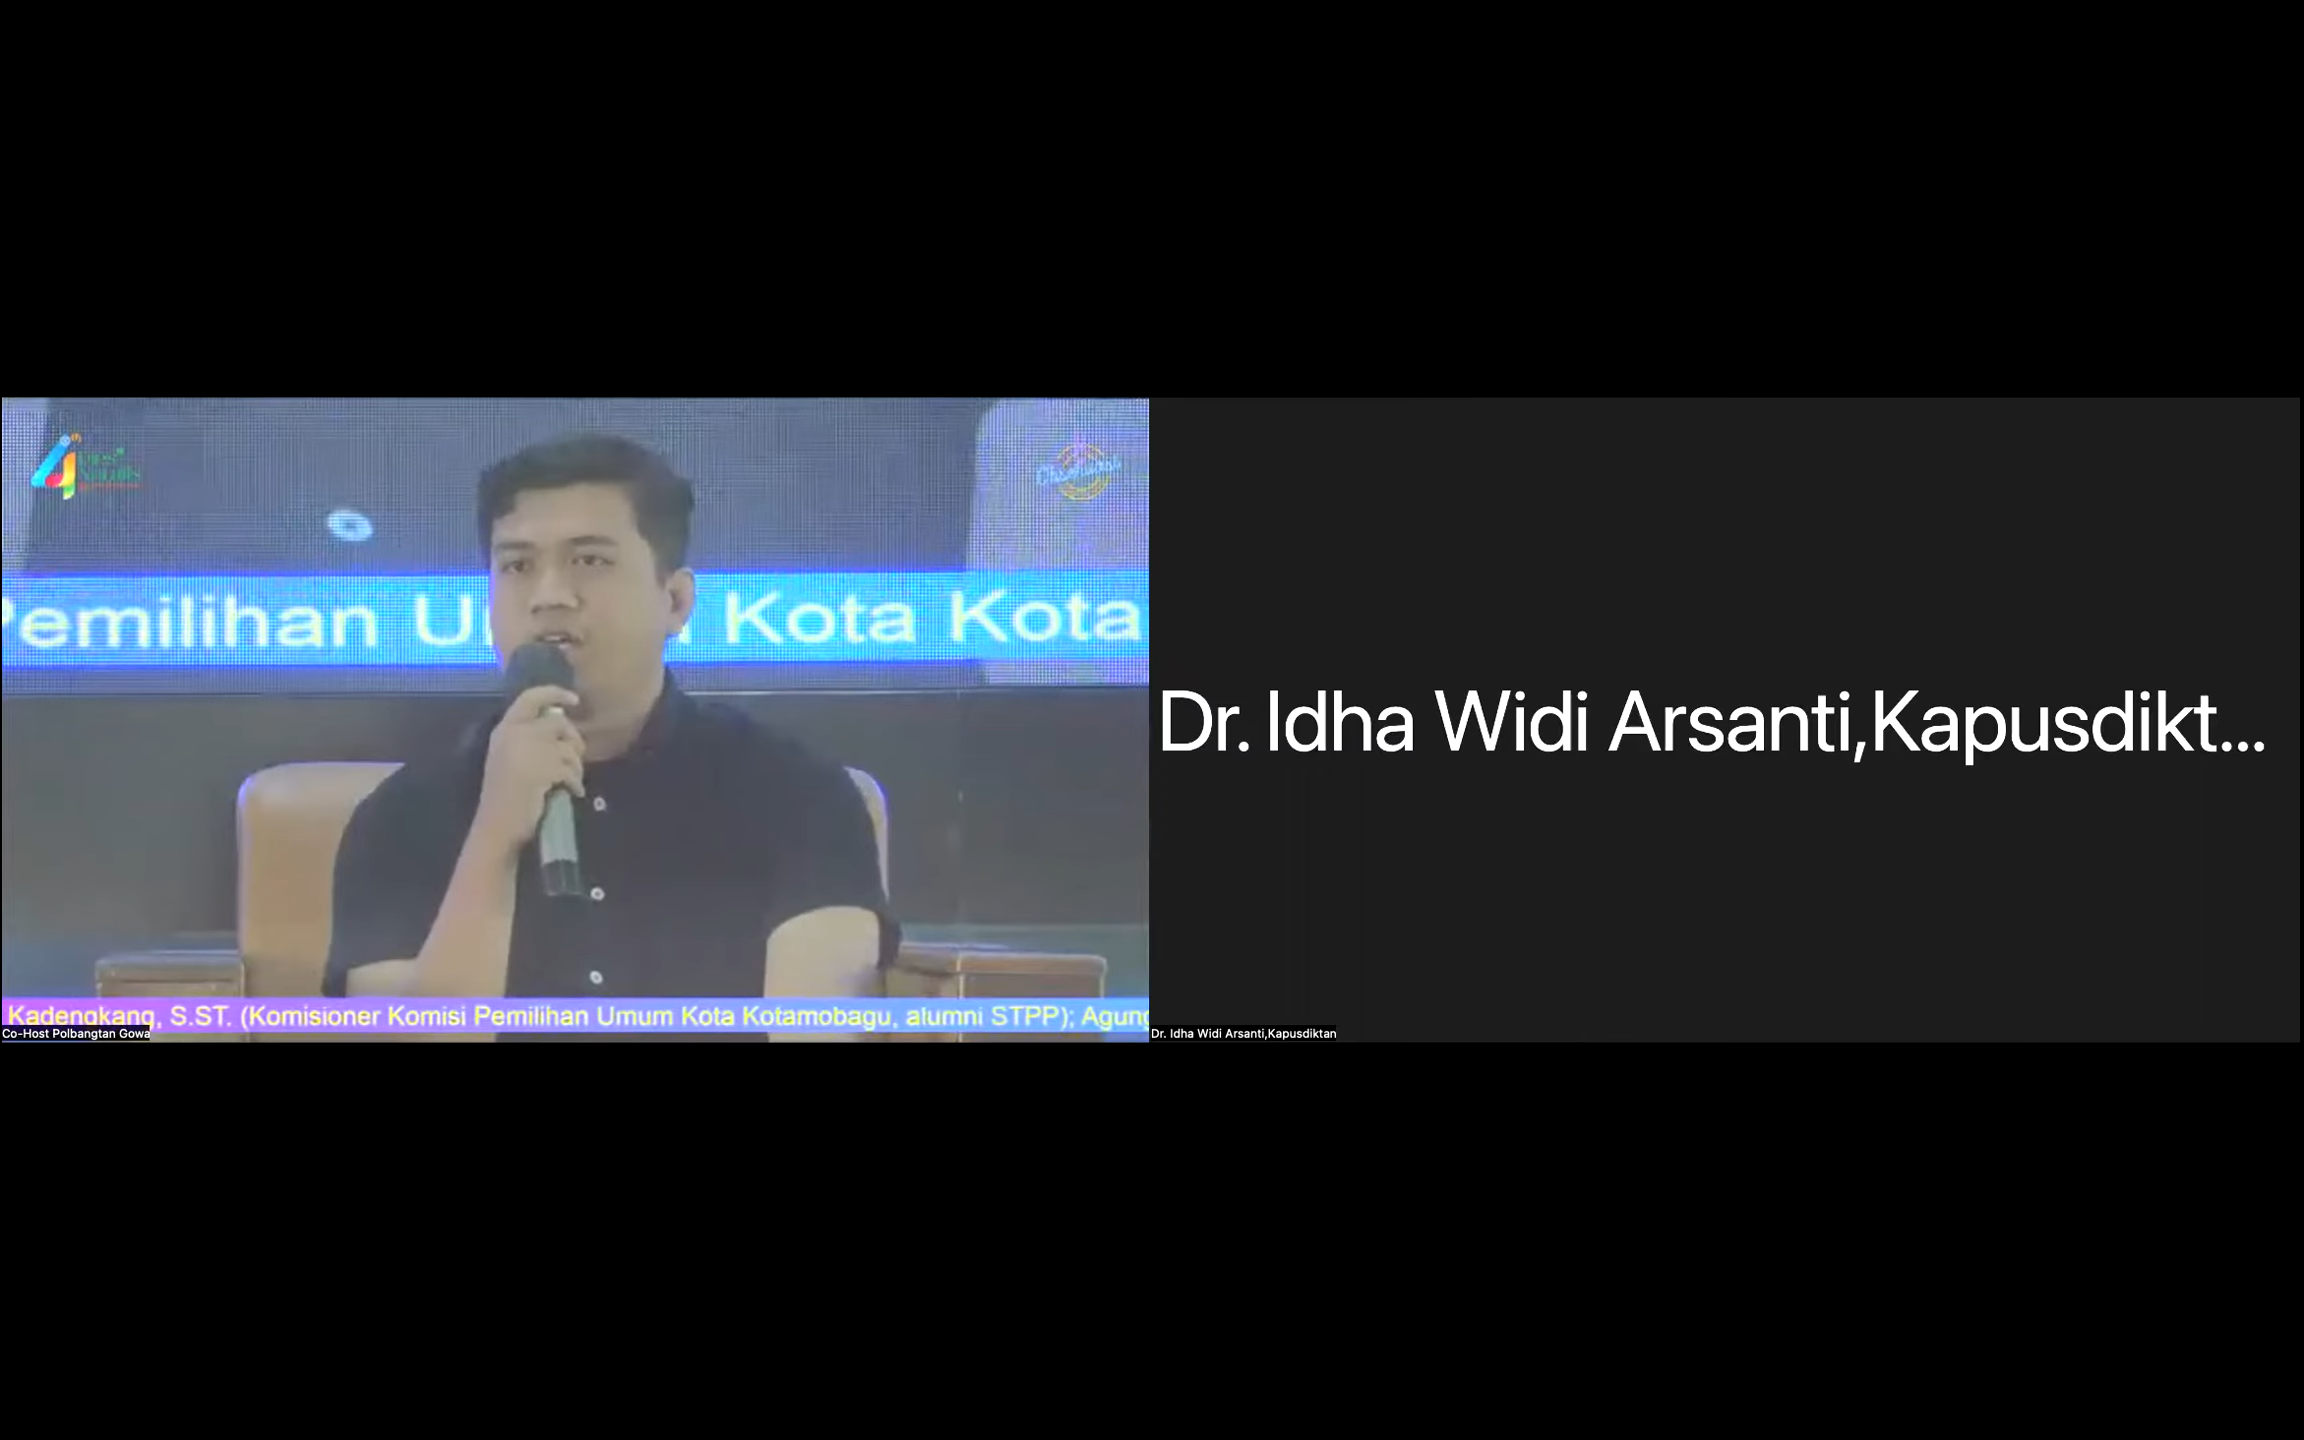 Pemilihan U Kota Kota
Kadengkang, S.ST. (Komisioner Komisi Pemilihan Umum Kota Kotamobagu, alumni STPP); Agung
Co-Host Polbangtan Gowa
Dr. Idha Widi Arsanti,Kapusdikt...
Dr. Idha Widi Arsanti,Kapusdiktan